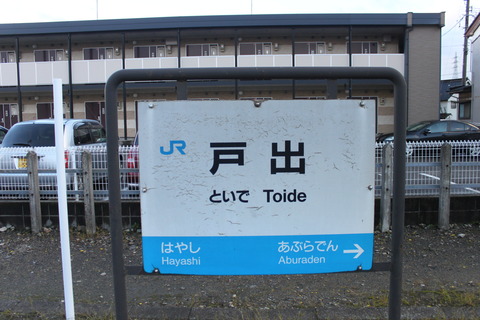 JR 戸出
といで Toide
はやし あぶらでん
Hayashi Aburaden